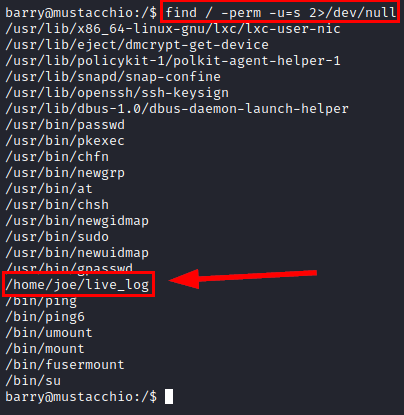 barry@mustacchio:/$ find / -perm -u=s 2>/dev/null
/usr/lib/x86_64-linux-gnu/lxc/lxc-user-nic
/usr/lib/eject/dmcrypt-get-device
/usr/lib/policykit-1/polkit-agent-helper-1
/usr/lib/snapd/snap-confine
/usr/lib/openssh/ssh-keysign
/usr/lib/dbus-1.0/dbus-daemon-launch-helper
/usr/bin/passwd
/usr/bin/pkexec
/usr/bin/chfn
/usr/bin/newgrp
/usr/bin/at
/usr/bin/chsh
/usr/bin/newgidmap
/usr/bin/sudo
/usr/bin/newuidmap
/usr/bin/gpasswd
/home/joe/live_log
/bin/ping
/bin/ping6
/bin/umount
/bin/mount
/bin/fusermount
/bin/su
barry@mustacchio:/$